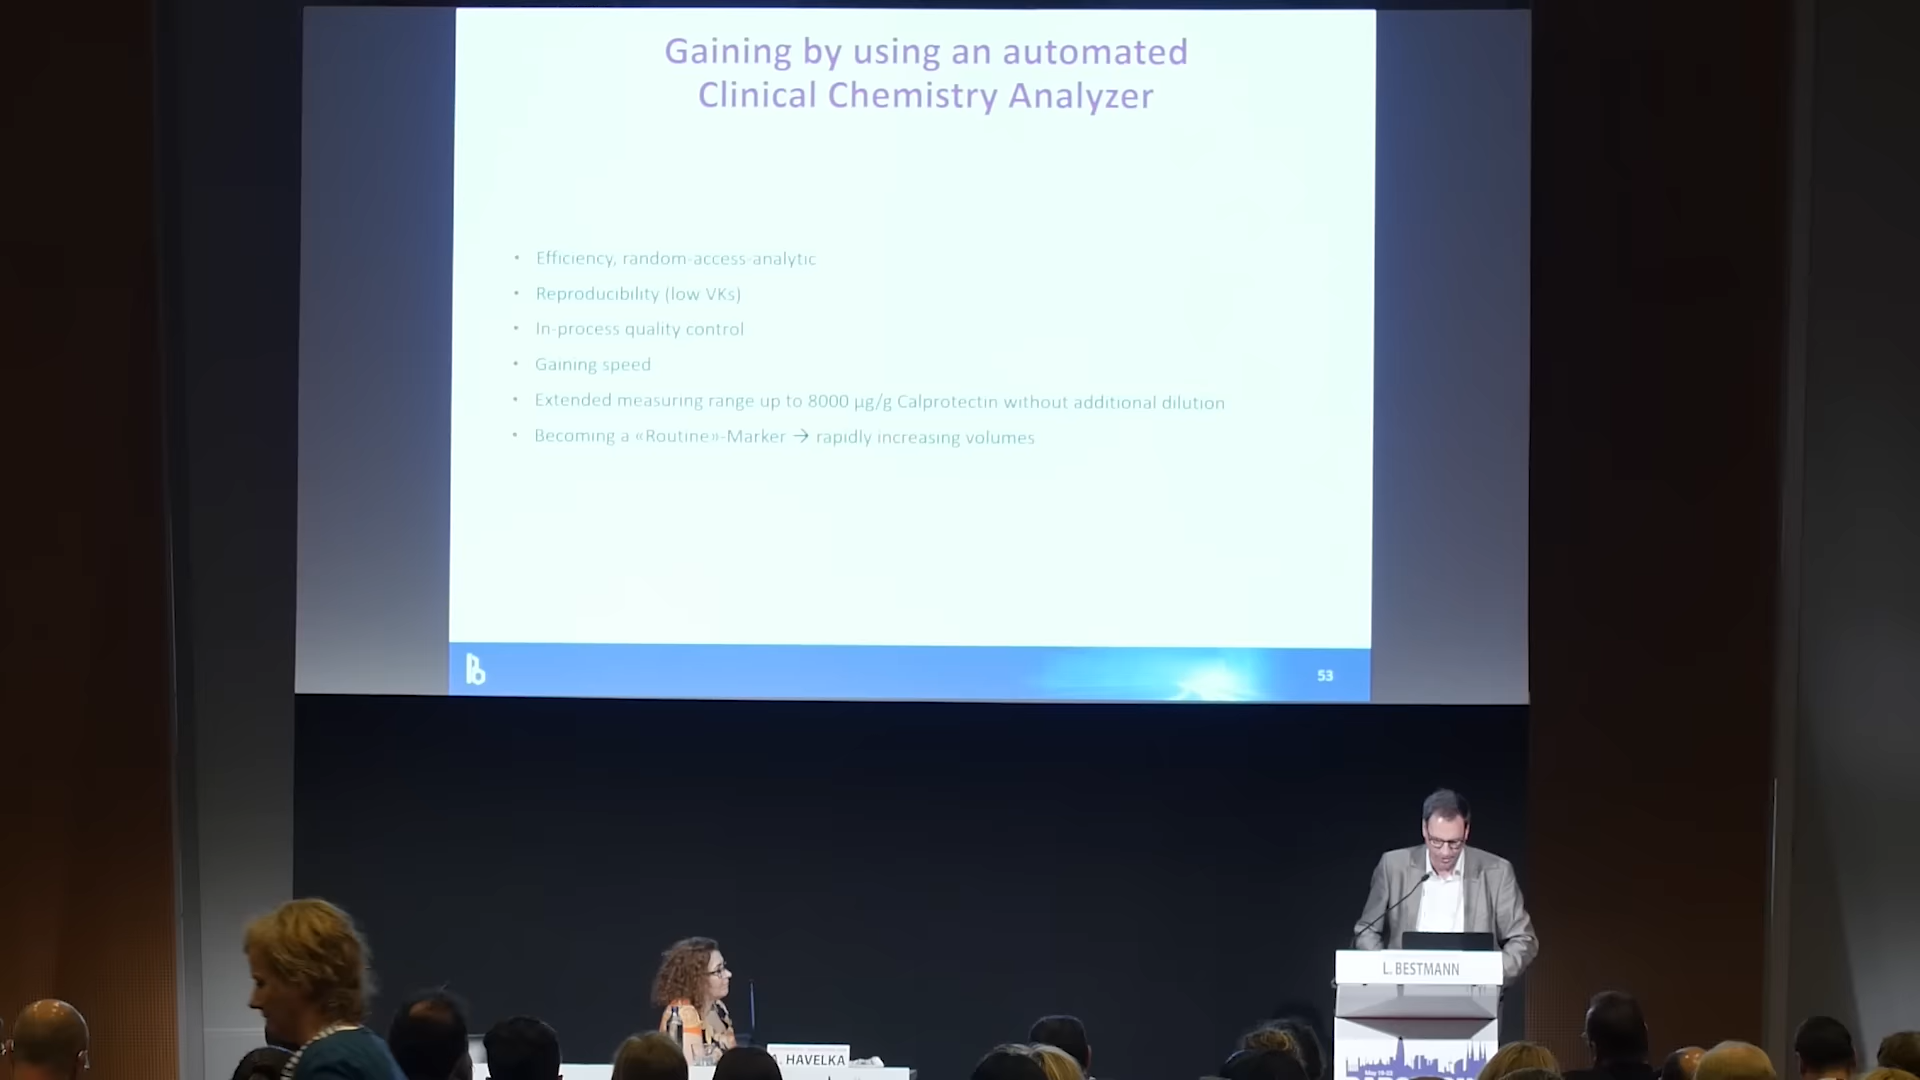 Gaining by using an automated
Clinical Chemistry Analyzer
• Efficiency, random-access-analytic
• Reproducibility (low VKs)
• In-process quality control
• Gaining speed
• Extended measuring range up to 8000 µg/g Calprotectin without additional dilution
• Becoming a «Routine»-Marker → rapidly increasing volumes
53
L. BESTMANN
A. HAVELKA